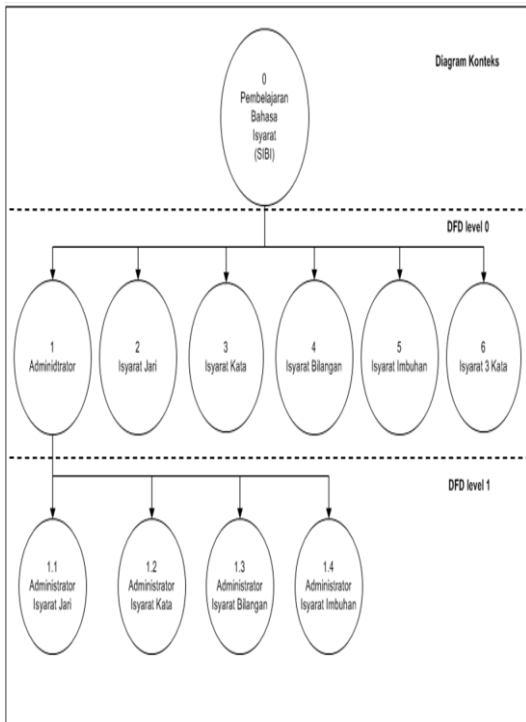 Diagram Konteks
0
Pembelajaran
Bahasa
Isyarat
(SIBI)
DFD level 0
1
Adminidtrator
2
Isyarat Jari
3
Isyarat Kata
4
Isyarat Bilangan
5
Isyarat Imbuhan
6
Isyarat 3 Kata
DFD level 1
1.1
Administrator
Isyarat Jari
1.2
Administrator
Isyarat Kata
1.3
Administrator
Isyarat Bilangan
1.4
Administrator
Isyarat Imbuhan